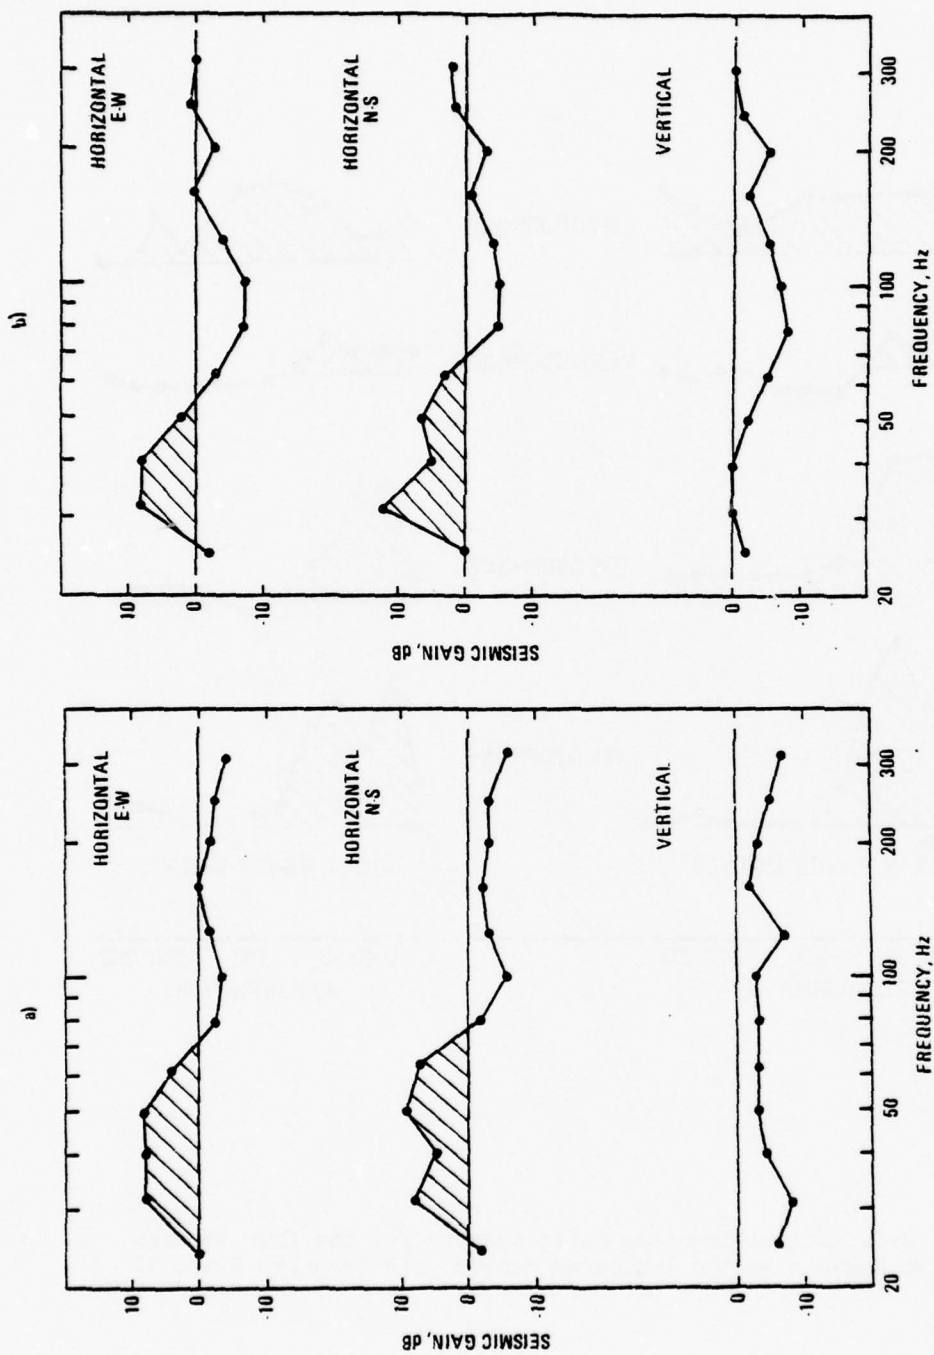 a)
HORIZONTAL
E-W
10
0
-10
HORIZONTAL
N-S
10
0
-10
VERTICAL
0
-10
SEISMIC GAIN, dB
20
50
100
200
300
FREQUENCY, Hz
b)
HORIZONTAL
E-W
10
0
-10
HORIZONTAL
N-S
10
0
-10
VERTICAL
0
-10
SEISMIC GAIN, dB
20
50
100
200
300
FREQUENCY, Hz